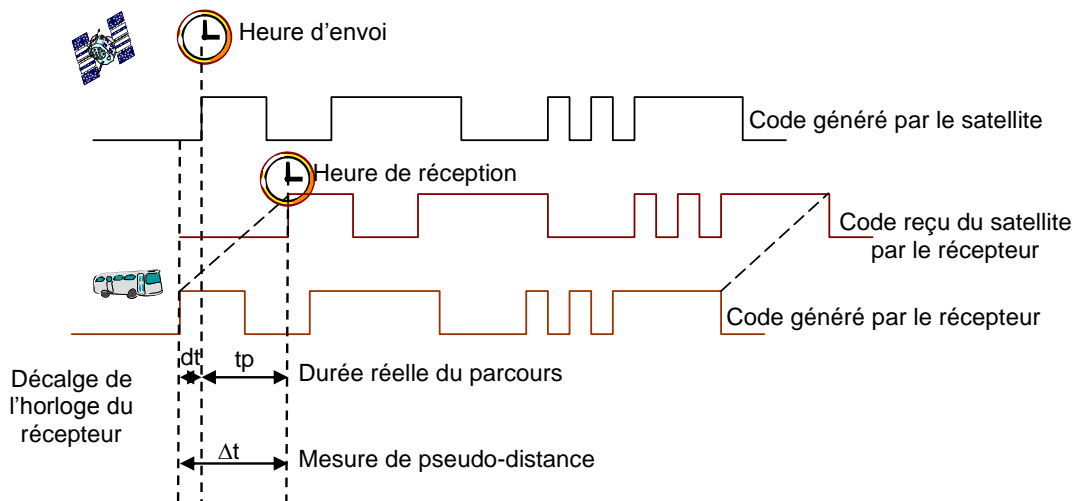 Heure d'envoi
Code généré par le satellite
Heure de réception
Code reçu du satellite
par le récepteur
Code généré par le récepteur
dt
tp
Durée réelle du parcours
Décalge de
l'horloge du
récepteur
Δt
Mesure de pseudo-distance